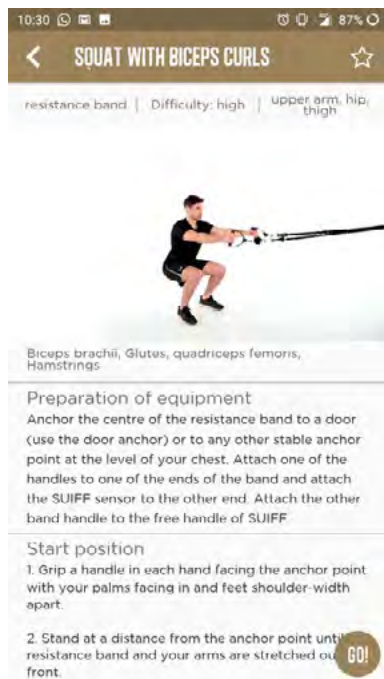 10:30 87%
SQUAT WITH BICEPS CURLS
resistance band | Difficulty: high | upper arm, hip,
thigh
Biceps brachii, Glutes, quadriceps femoris,
Hamstrings
Preparation of equipment
Anchor the centre of the resistance band to a door
(use the door anchor) or to any other stable anchor
point at the level of your chest. Attach one of the
handles to one of the ends of the band and attach
the SUIFF sensor to the other end. Attach the other
band handle to the free handle of SUIFF
Start position
1. Grip a handle in each hand facing the anchor point
with your palms facing in and feet shoulder-width
apart.
2. Stand at a distance from the anchor point until
resistance band and your arms are stretched
front.
GO!